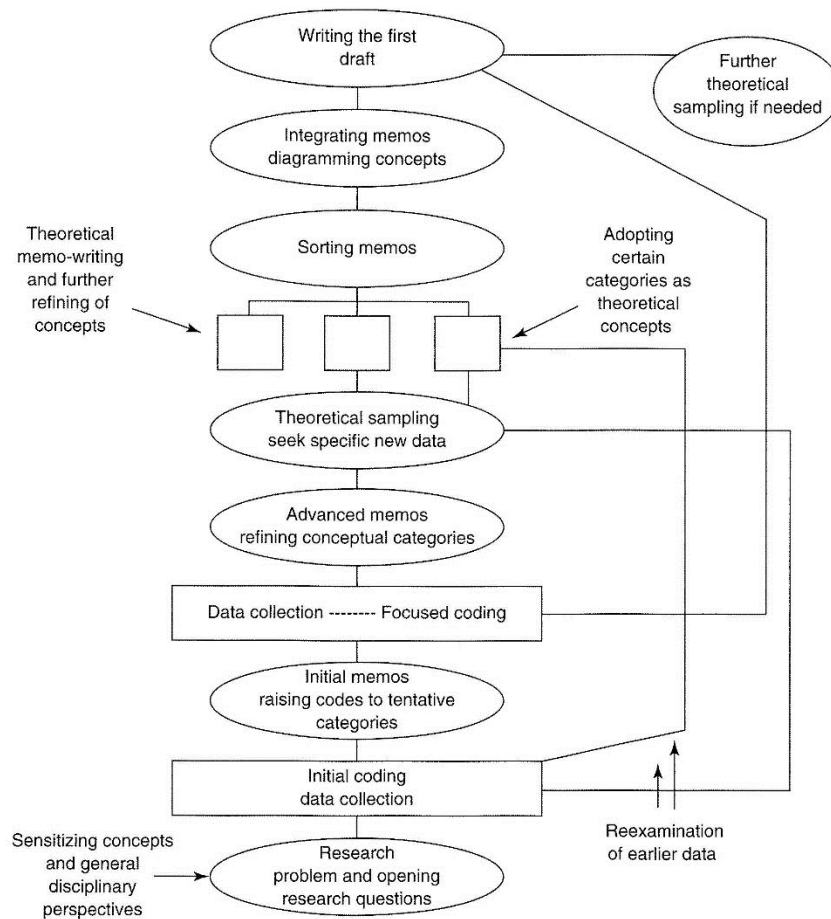 Writing the first
draft
Further
theoretical
sampling if needed
Integrating memos
diagramming concepts
Theoretical
memo-writing
and further
refining of
concepts
Sorting memos
Adopting
certain
categories as
theoretical
concepts
Theoretical sampling
seek specific new data
Advanced memos
refining conceptual categories
Data collection ------- Focused coding
Initial memos
raising codes to tentative
categories
Initial coding
data collection
Reexamination
of earlier data
Sensitizing concepts
and general
disciplinary
perspectives
Research
problem and opening
research questions